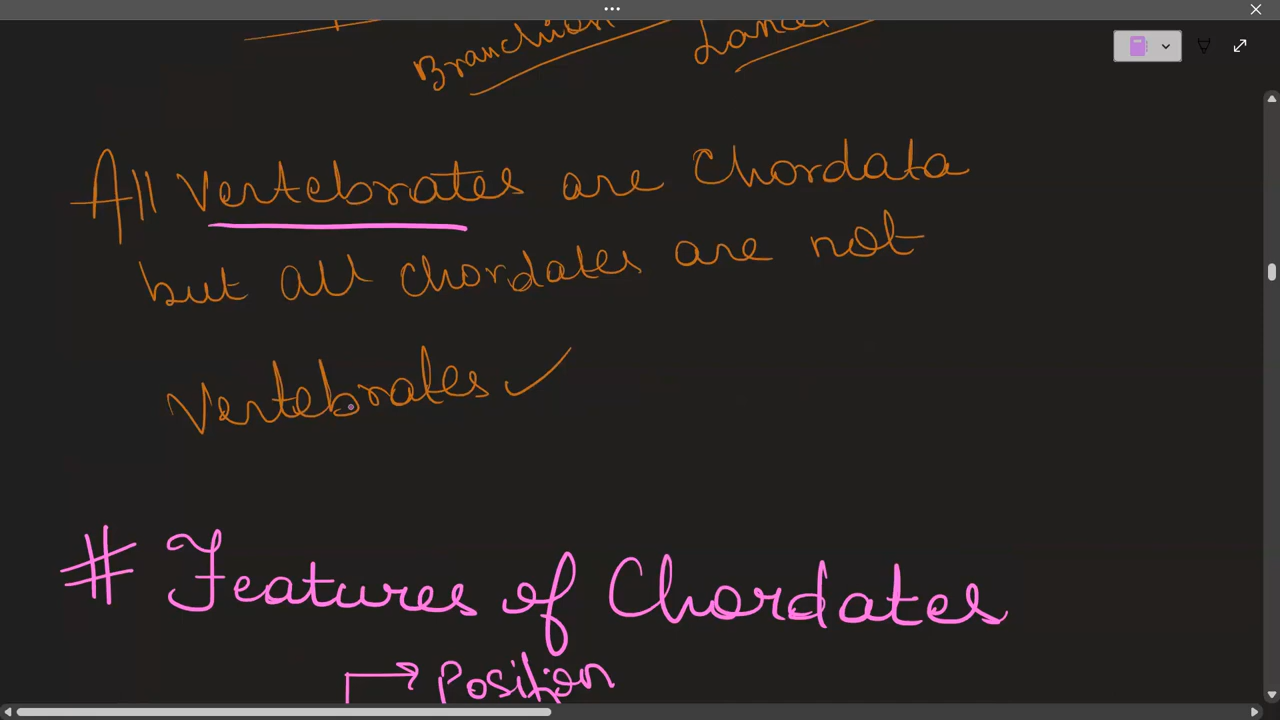 All Vertebrates are Chordata
but all chordates are not
Vertebrates ✓
# Features of Chordates
Position